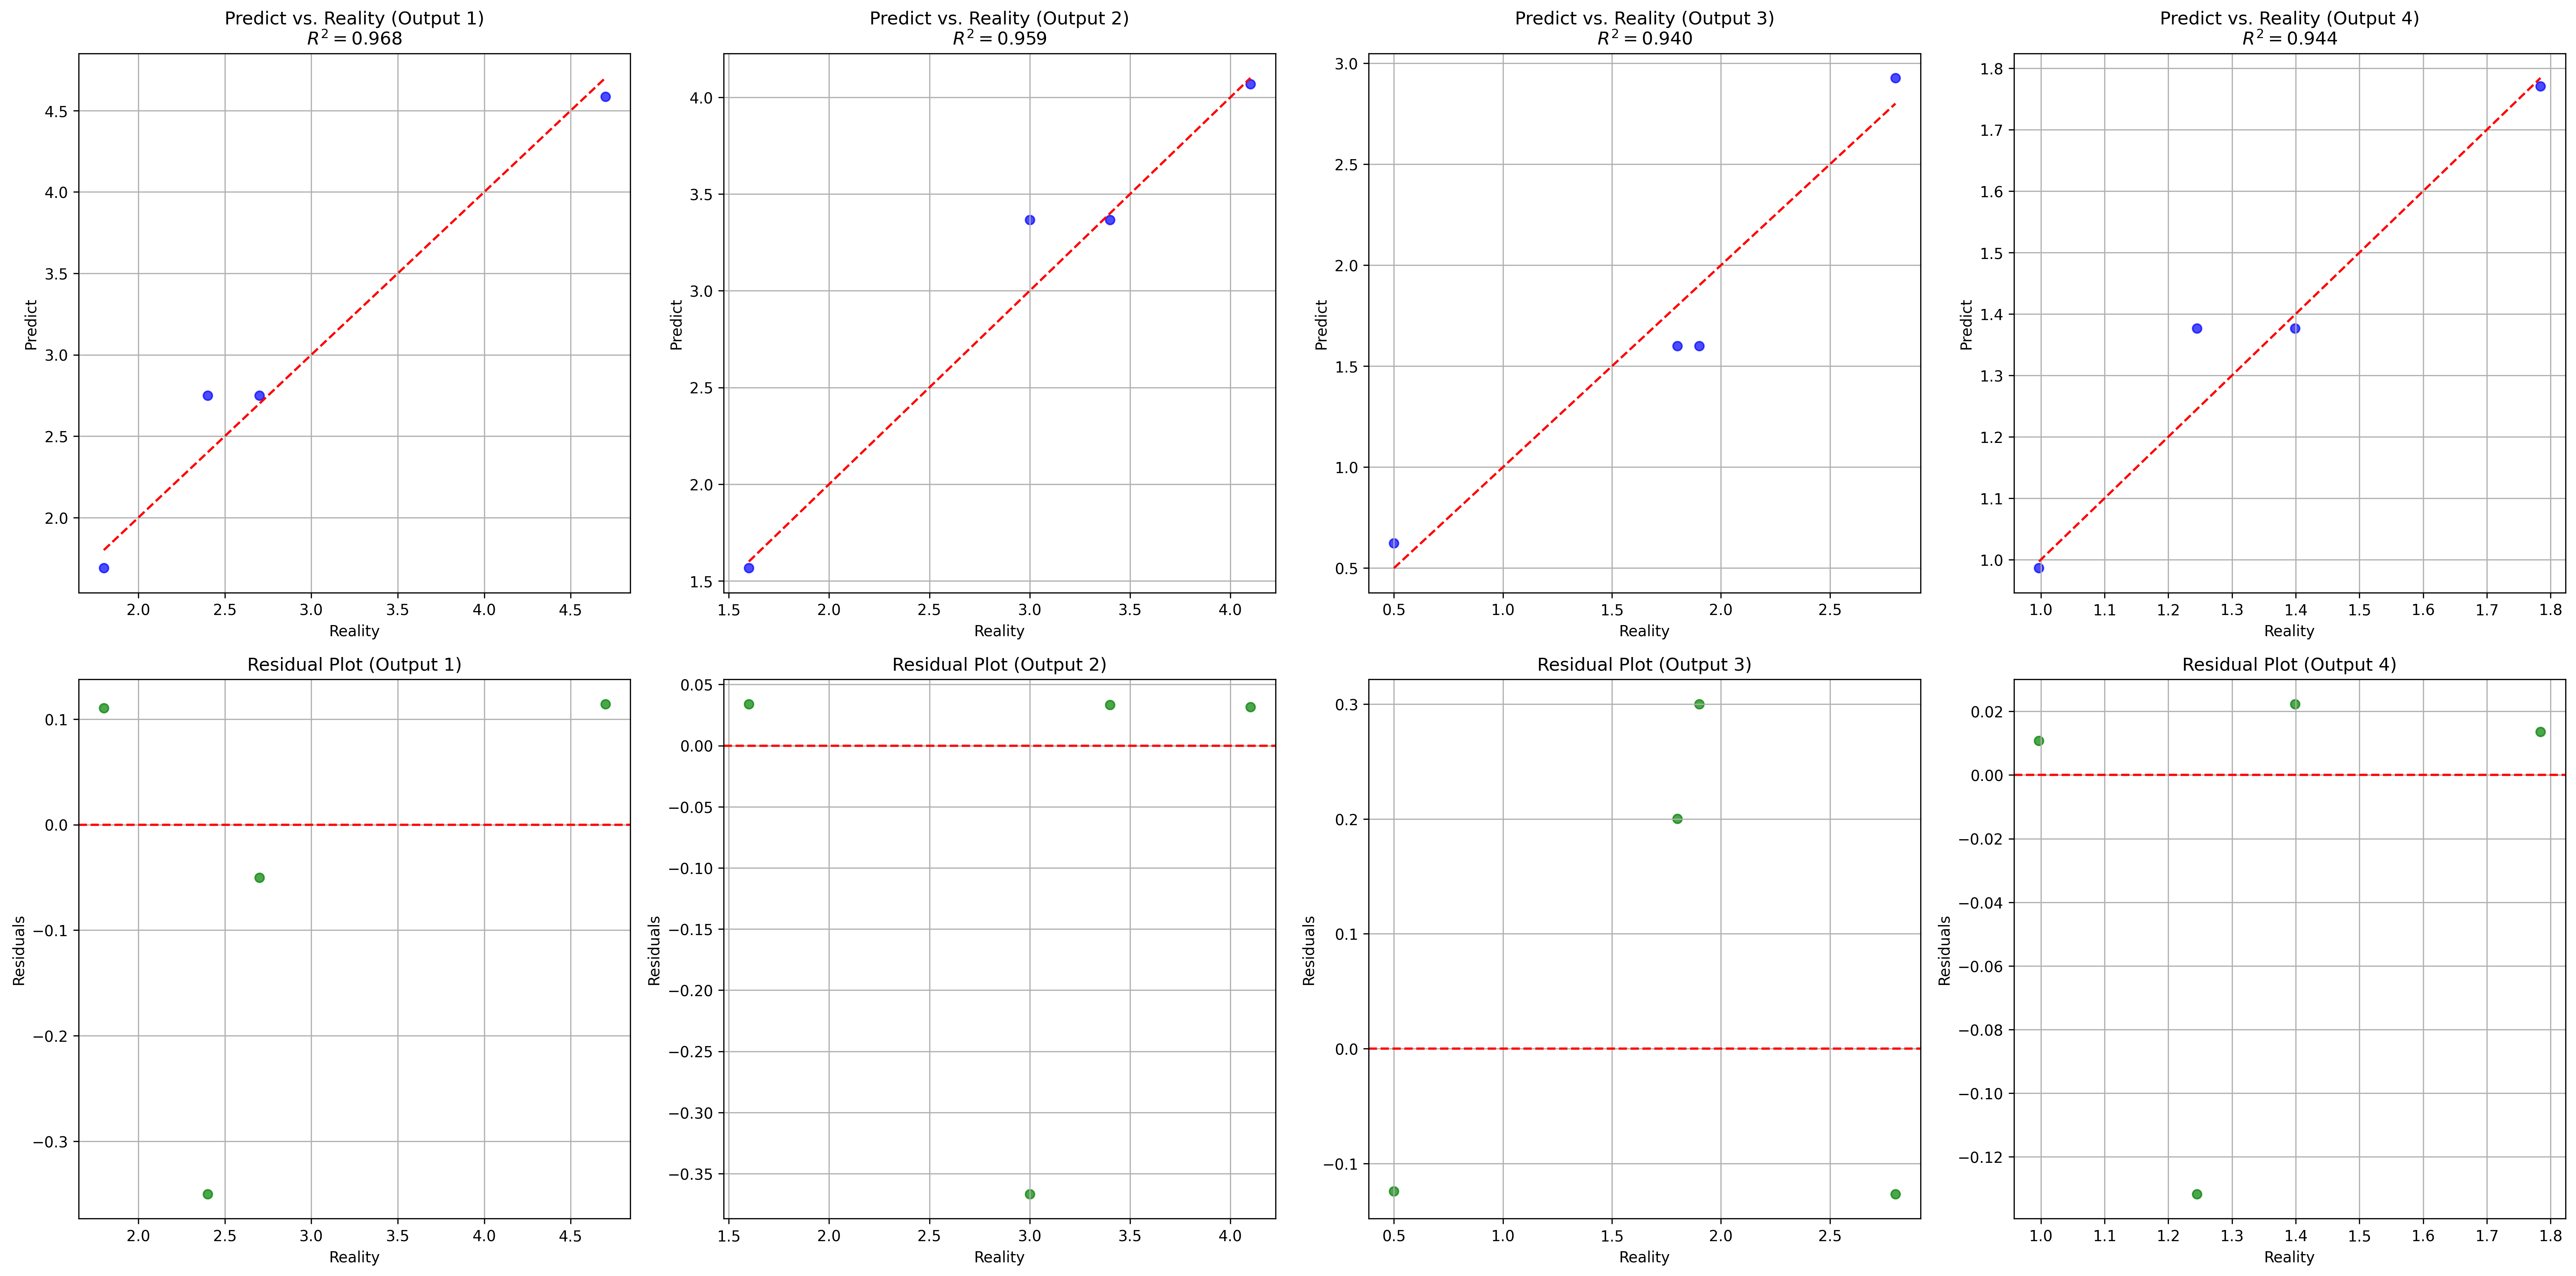 Predict vs. Reality (Output 1)
R² = 0.968
4.5
4.0
3.5
3.0
2.5
2.0
Predict
2.0 2.5 3.0 3.5 4.0 4.5
Reality
Predict vs. Reality (Output 2)
R² = 0.959
4.0
3.5
3.0
2.5
2.0
1.5
Predict
1.5 2.0 2.5 3.0 3.5 4.0
Reality
Predict vs. Reality (Output 3)
R² = 0.940
3.0
2.5
2.0
1.5
1.0
0.5
Predict
0.5 1.0 1.5 2.0 2.5
Reality
Predict vs. Reality (Output 4)
R² = 0.944
1.8
1.7
1.6
1.5
1.4
1.3
1.2
1.1
1.0
Predict
1.0 1.1 1.2 1.3 1.4 1.5 1.6 1.7 1.8
Reality
Residual Plot (Output 1)
0.1
0.0
−0.1
−0.2
−0.3
Residuals
2.0 2.5 3.0 3.5 4.0 4.5
Reality
Residual Plot (Output 2)
0.05
0.00
−0.05
−0.10
−0.15
−0.20
−0.25
−0.30
−0.35
Residuals
1.5 2.0 2.5 3.0 3.5 4.0
Reality
Residual Plot (Output 3)
0.3
0.2
0.1
0.0
−0.1
Residuals
0.5 1.0 1.5 2.0 2.5
Reality
Residual Plot (Output 4)
0.02
0.00
−0.02
−0.04
−0.06
−0.08
−0.10
−0.12
Residuals
1.0 1.1 1.2 1.3 1.4 1.5 1.6 1.7 1.8
Reality